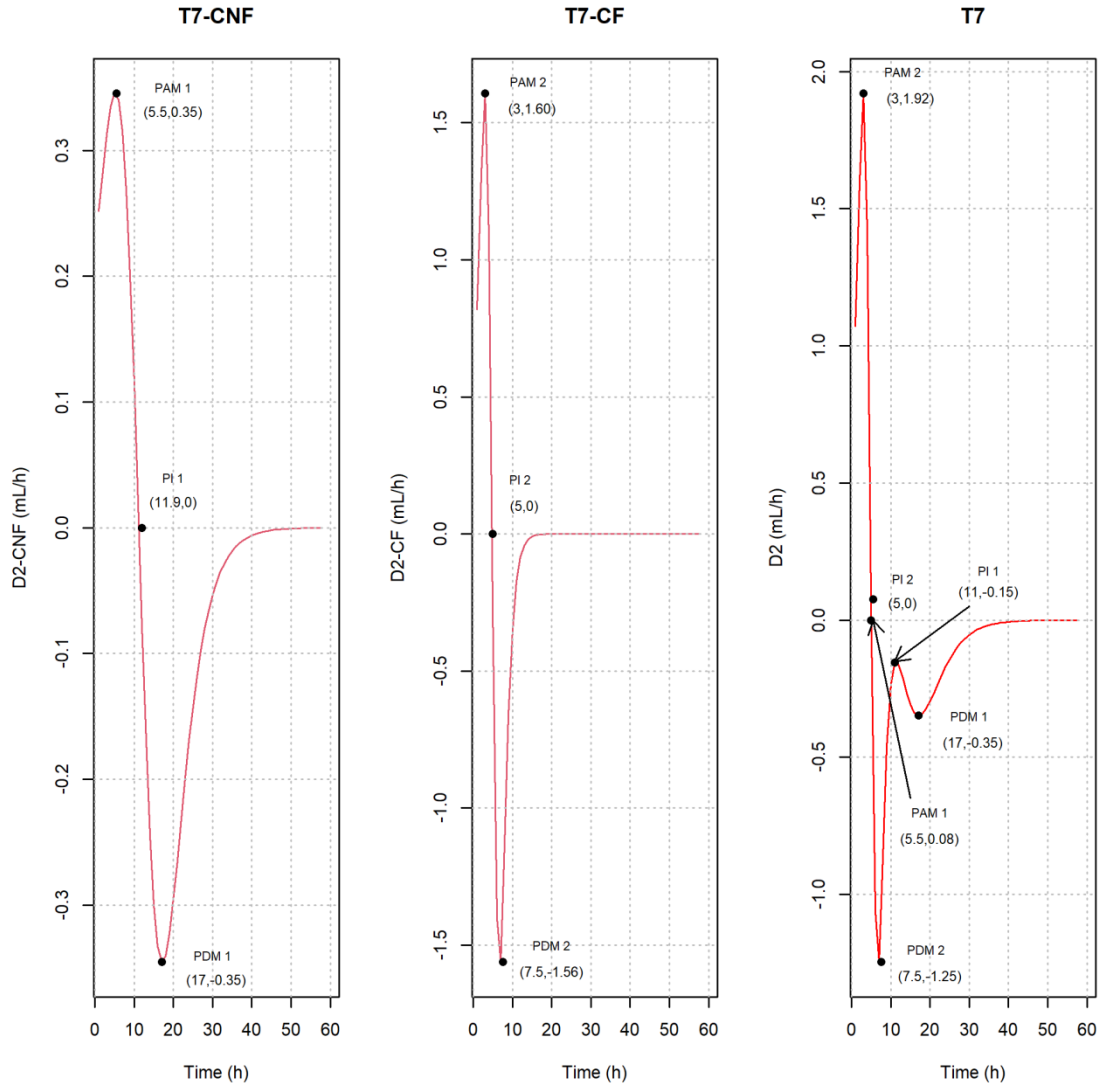 T7-CNF
D2-CNF (mL/h)
0.3
0.2
0.1
0.0
-0.1
-0.2
-0.3
PAM 1
(5.5,0.35)
PI 1
(11.9,0)
PDM 1
(17,-0.35)
0 10 20 30 40 50 60
Time (h)
T7-CF
D2-CF (mL/h)
1.5
1.0
0.5
0.0
-0.5
-1.0
-1.5
PAM 2
(3,1.60)
PI 2
(5,0)
PDM 2
(7.5,-1.56)
0 10 20 30 40 50 60
Time (h)
T7
D2 (mL/h)
2.0
1.5
1.0
0.5
0.0
-0.5
-1.0
PAM 2
(3,1.92)
PI 2
(5,0)
PI 1
(11,-0.15)
PDM 1
(17,-0.35)
PAM 1
(5.5,0.08)
PDM 2
(7.5,-1.25)
0 10 20 30 40 50 60
Time (h)